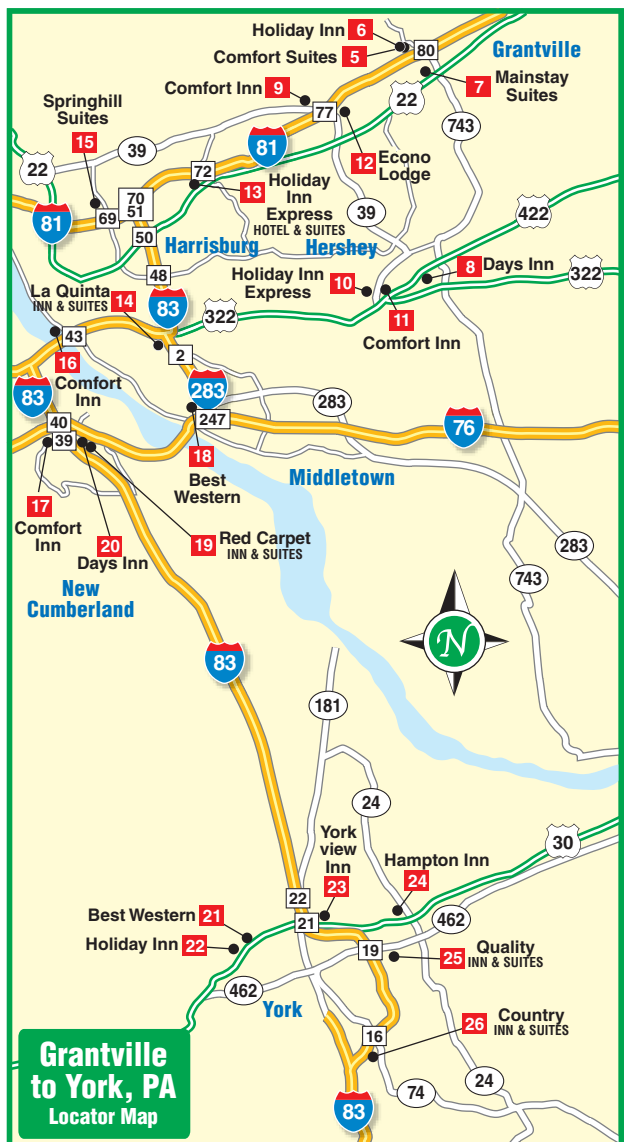 Holiday Inn 6
Comfort Suites 5
80
Grantville
7 Mainstay
Suites
Comfort Inn 9
22
743
77
Springhill
Suites
15
39
22
81
12 Econo
Lodge
72
13 Holiday
Inn
Express
HOTEL & SUITES
70
51
69
81
50
Harrisburg
39
Hershey
422
48
Holiday Inn
Express
10
8 Days Inn
322
La Quinta
INN & SUITES
14
83
322
11
Comfort Inn
43
2
16
Comfort
Inn
83
283
283
247
76
40
39
18
Best
Western
Middletown
17
Comfort
Inn
20
Days Inn
19 Red Carpet
INN & SUITES
283
New
Cumberland
743
N
83
181
24
York
view
Inn
23
30
Hampton Inn
24
22
21
Best Western 21
Holiday Inn 22
462
19
25 Quality
INN & SUITES
462
York
26 Country
INN & SUITES
16
74
24
83
Grantville
to York, PA
Locator Map